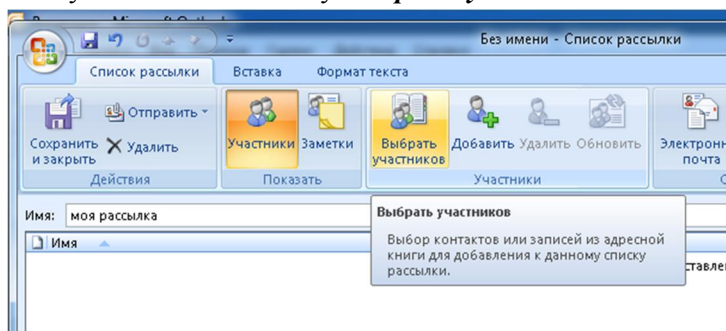 Без имени - Список рассылки
Список рассылки Вставка Формат текста
Сохранить и закрыть
Отправить
Удалить
Действия
Участники Заметки
Показать
Выбрать участников
Добавить Удалить Обновить
Участники
почта
Имя: моя рассылка
Имя
Выбрать участников
Выбор контактов или записей из адресной
книги для добавления к данному списку
рассылки.